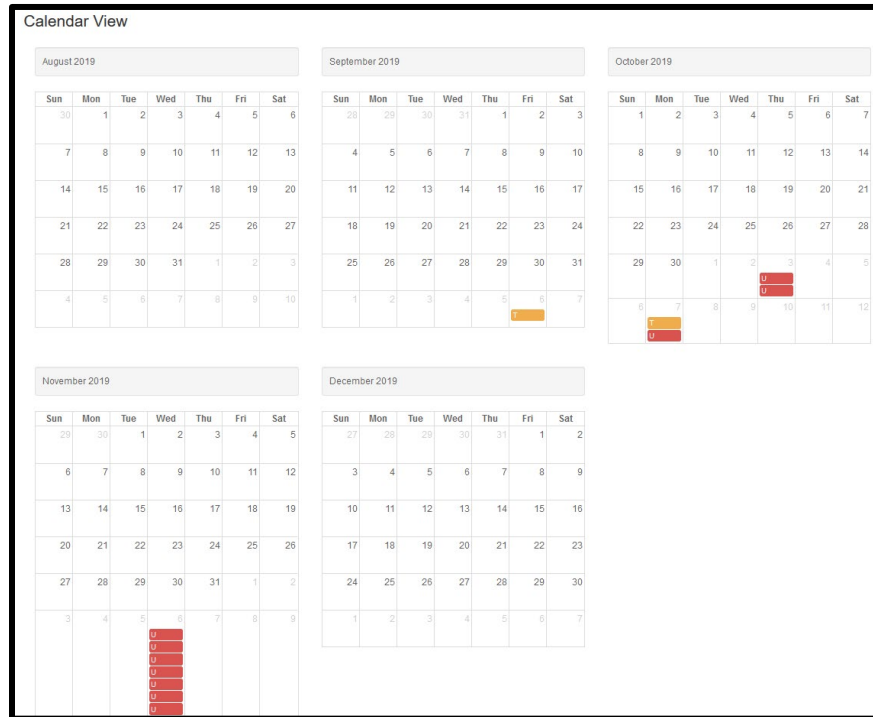 Calendar View
August 2019
Sun Mon Tue Wed Thu Fri Sat
30 1 2 3 4 5 6
7 8 9 10 11 12 13
14 15 16 17 18 19 20
21 22 23 24 25 26 27
28 29 30 31 1 2 3
4 5 6 7 8 9 10
September 2019
Sun Mon Tue Wed Thu Fri Sat
28 29 30 31 1 2 3
4 5 6 7 8 9 10
11 12 13 14 15 16 17
18 19 20 21 22 23 24
25 26 27 28 29 30 31
1 2 3 4 5 6 7
T
October 2019
Sun Mon Tue Wed Thu Fri Sat
1 2 3 4 5 6 7
8 9 10 11 12 13 14
15 16 17 18 19 20 21
22 23 24 25 26 27 28
29 30 1 2 3 4 5
U
U
6 7 8 9 10 11 12
T
U
November 2019
Sun Mon Tue Wed Thu Fri Sat
29 30 1 2 3 4 5
6 7 8 9 10 11 12
13 14 15 16 17 18 19
20 21 22 23 24 25 26
27 28 29 30 31 1 2
3 4 5 6 7 8 9
U
U
U
U
U
U
U
December 2019
Sun Mon Tue Wed Thu Fri Sat
27 28 29 30 31 1 2
3 4 5 6 7 8 9
10 11 12 13 14 15 16
17 18 19 20 21 22 23
24 25 26 27 28 29 30
1 2 3 4 5 6 7